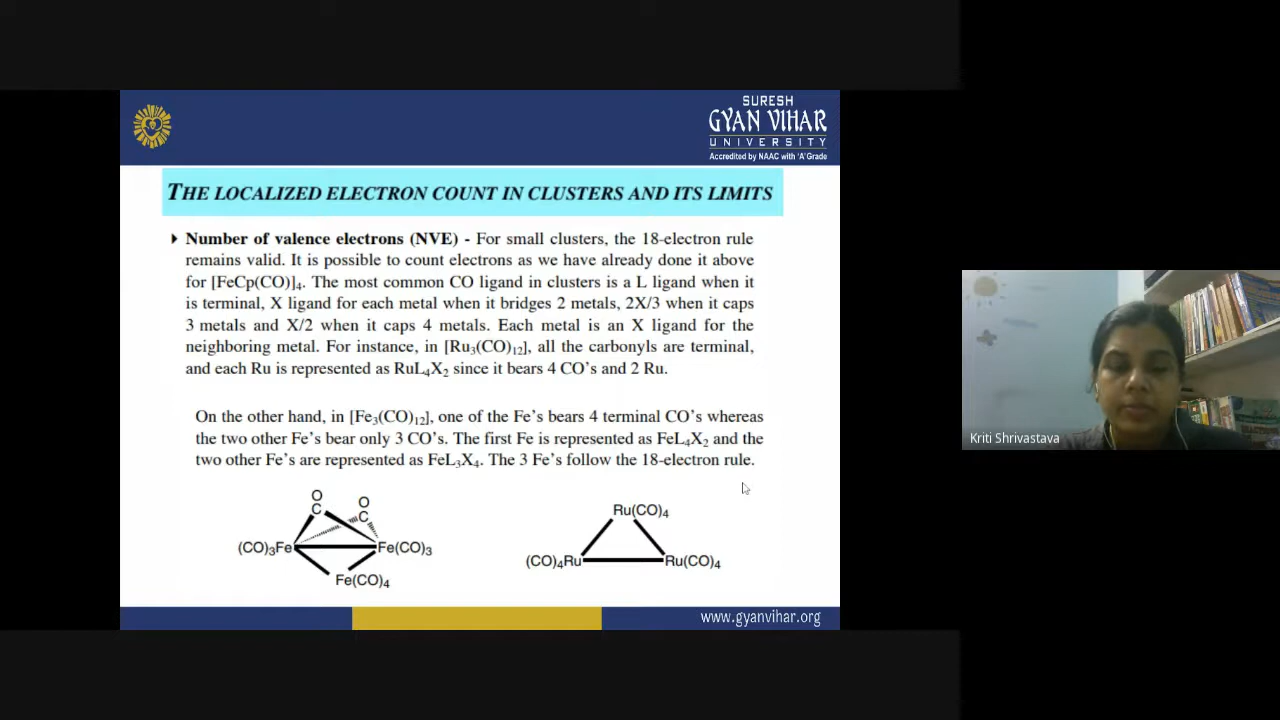 SURESH
GYAN VIHAR
UNIVERSITY
Accredited by NAAC with 'A' Grade
THE LOCALIZED ELECTRON COUNT IN CLUSTERS AND ITS LIMITS
Number of valence electrons (NVE) - For small clusters, the 18-electron rule
remains valid. It is possible to count electrons as we have already done it above
for [FeCp(CO)]4. The most common CO ligand in clusters is a L ligand when it
is terminal, X ligand for each metal when it bridges 2 metals, 2X/3 when it caps
3 metals and X/2 when it caps 4 metals. Each metal is an X ligand for the
neighboring metal. For instance, in [Ru3(CO)12], all the carbonyls are terminal,
and each Ru is represented as RuL4X2 since it bears 4 CO's and 2 Ru.
On the other hand, in [Fe3(CO)12], one of the Fe's bears 4 terminal CO's whereas
the two other Fe's bear only 3 CO's. The first Fe is represented as FeL4X2 and the
two other Fe's are represented as FeL3X4. The 3 Fe's follow the 18-electron rule.
O
C
O
C
(CO)3Fe
Fe(CO)3
Fe(CO)4
Ru(CO)4
(CO)4Ru
Ru(CO)4
www.gyanvihar.org
Kriti Shrivastava